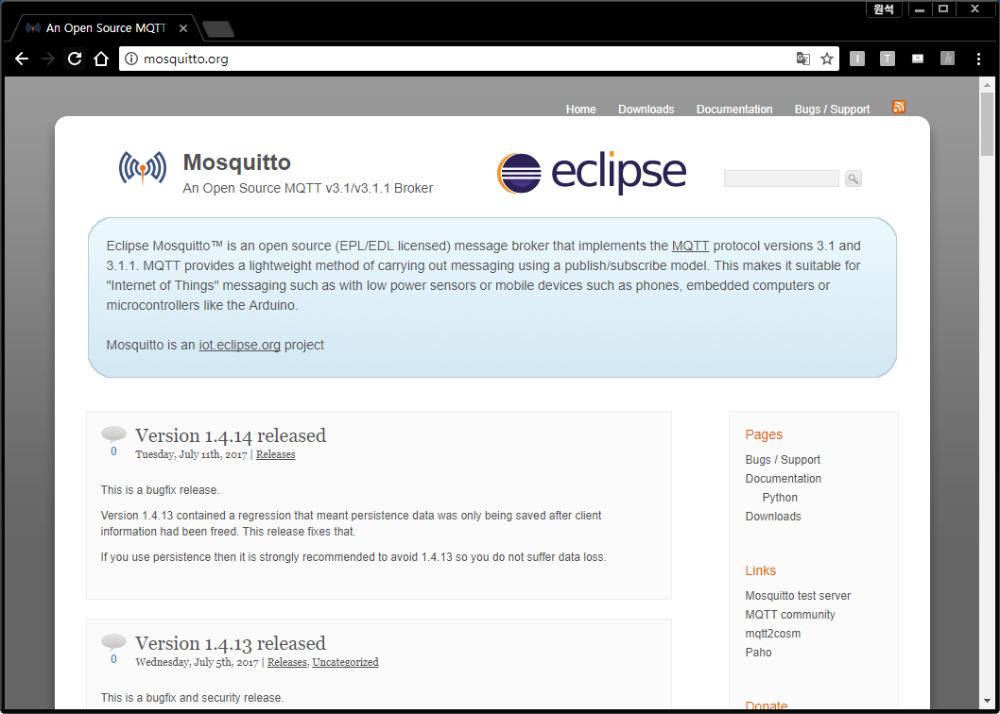 원석
An Open Source MQTT
mosquitto.org
Home Downloads Documentation Bugs / Support
Mosquitto
An Open Source MQTT v3.1/v3.1.1 Broker
eclipse
Eclipse Mosquitto™ is an open source (EPL/EDL licensed) message broker that implements the MQTT protocol versions 3.1 and
3.1.1. MQTT provides a lightweight method of carrying out messaging using a publish/subscribe model. This makes it suitable for
"Internet of Things" messaging such as with low power sensors or mobile devices such as phones, embedded computers or
microcontrollers like the Arduino.
Mosquitto is an iot.eclipse.org project
Version 1.4.14 released
0
Tuesday, July 11th, 2017 | Releases
This is a bugfix release.
Version 1.4.13 contained a regression that meant persistence data was only being saved after client
information had been freed. This release fixes that.
If you use persistence then it is strongly recommended to avoid 1.4.13 so you do not suffer data loss.
Version 1.4.13 released
0
Wednesday, July 5th, 2017 | Releases, Uncategorized
This is a bugfix and security release.
Pages
Bugs / Support
Documentation
Python
Downloads
Links
Mosquitto test server
MQTT community
mqtt2cosm
Paho
Donate